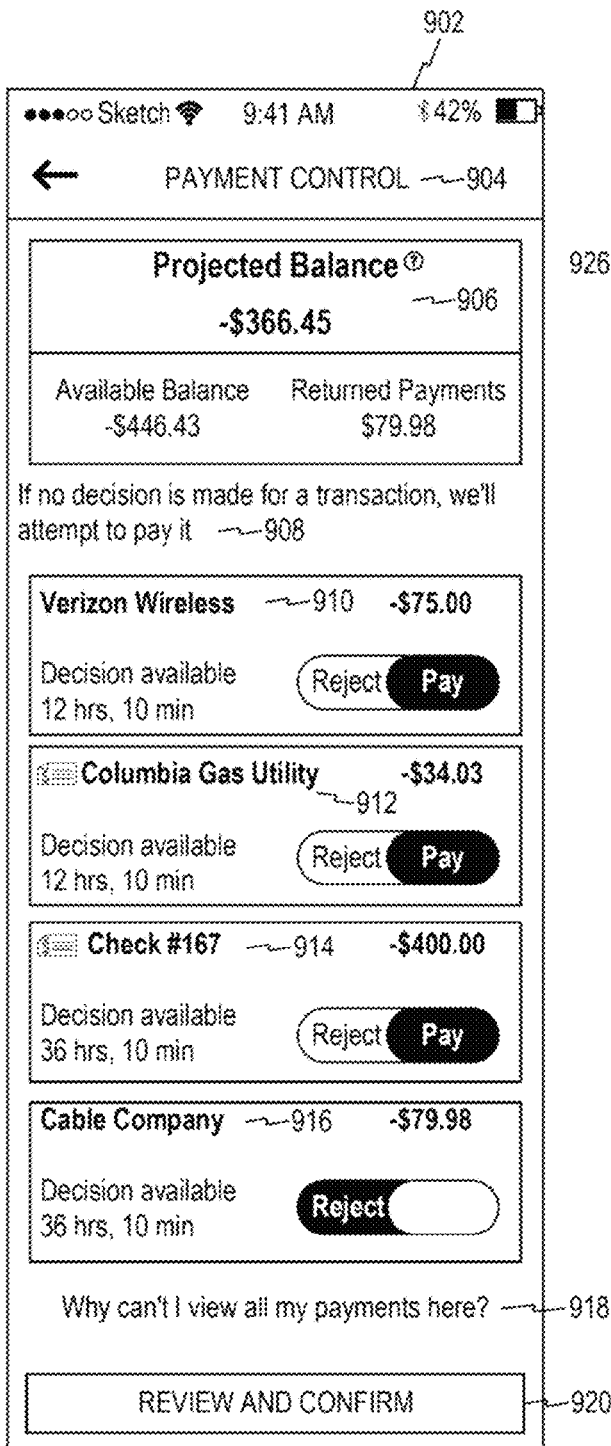 902
Sketch 9:41 AM 42%
PAYMENT CONTROL 904
Projected Balance ?
926
906
-$366.45
Available Balance Returned Payments
-$446.43 $79.98
If no decision is made for a transaction, we'll
attempt to pay it 908
Verizon Wireless 910 -$75.00
Decision available
12 hrs, 10 min
Reject Pay
Columbia Gas Utility -$34.03
912
Decision available
12 hrs, 10 min
Reject Pay
Check #167 914 -$400.00
Decision available
36 hrs, 10 min
Reject Pay
Cable Company 916 -$79.98
Decision available
36 hrs, 10 min
Reject
Why can't I view all my payments here? 918
REVIEW AND CONFIRM 920